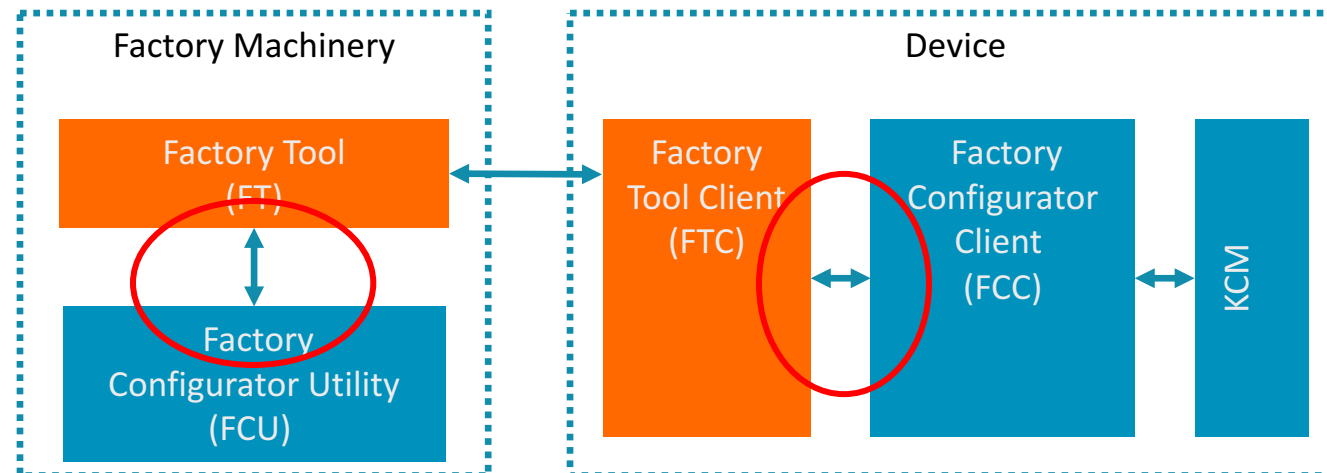 Factory Machinery
Device
Factory Tool
(FT)
Factory
Configurator Utility
(FCU)
Factory
Tool Client
(FTC)
Factory
Configurator
Client
(FCC)
KCM